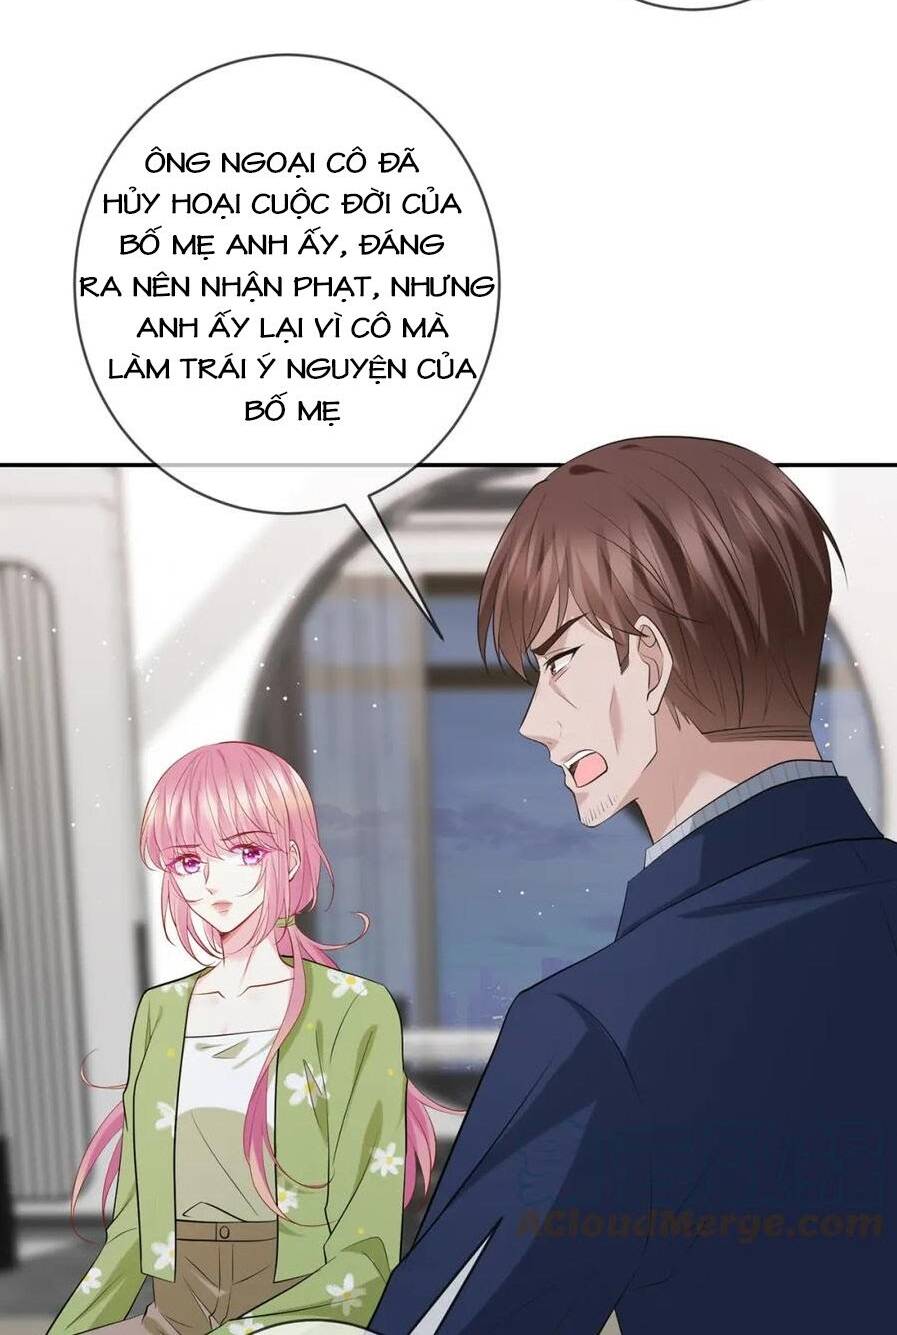 ÔNG NGOẠI CÔ ĐÃ
HỦY HOẠI CUỘC ĐỜI CỦA
BỐ MẸ ANH ẤY, ĐÁNG
RA NÊN NHẬN PHẠT, NHƯNG
ANH ẤY LẠI VÌ CÔ MÀ
LÀM TRÁI Ý NGUYỆN CỦA
BỐ MẸ
ACloudMerge.com